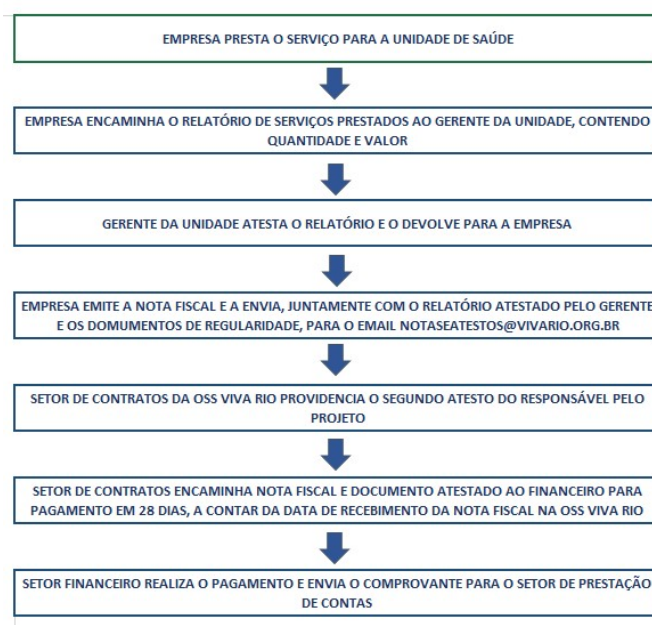 EMPRESA PRESTA O SERVIÇO PARA A UNIDADE DE SAÚDE
EMPRESA ENCAMINHA O RELATÓRIO DE SERVIÇOS PRESTADOS AO GERENTE DA UNIDADE, CONTENDO
QUANTIDADE E VALOR
GERENTE DA UNIDADE ATESTA O RELATÓRIO E O DEVOLVE PARA A EMPRESA
EMPRESA EMITE A NOTA FISCAL E A ENVIA, JUNTAMENTE COM O RELATÓRIO ATESTADO PELO GERENTE
E OS DOMUMENTOS DE REGULARIDADE, PARA O EMAIL NOTASEATESTOS@VIVARIO.ORG.BR
SETOR DE CONTRATOS DA OSS VIVA RIO PROVIDENCIA O SEGUNDO ATESTO DO RESPONSÁVEL PELO
PROJETO
SETOR DE CONTRATOS ENCAMINHA NOTA FISCAL E DOCUMENTO ATESTADO AO FINANCEIRO PARA
PAGAMENTO EM 28 DIAS, A CONTAR DA DATA DE RECEBIMENTO DA NOTA FISCAL NA OSS VIVA RIO
SETOR FINANCEIRO REALIZA O PAGAMENTO E ENVIA O COMPROVANTE PARA O SETOR DE PRESTAÇÃO
DE CONTAS